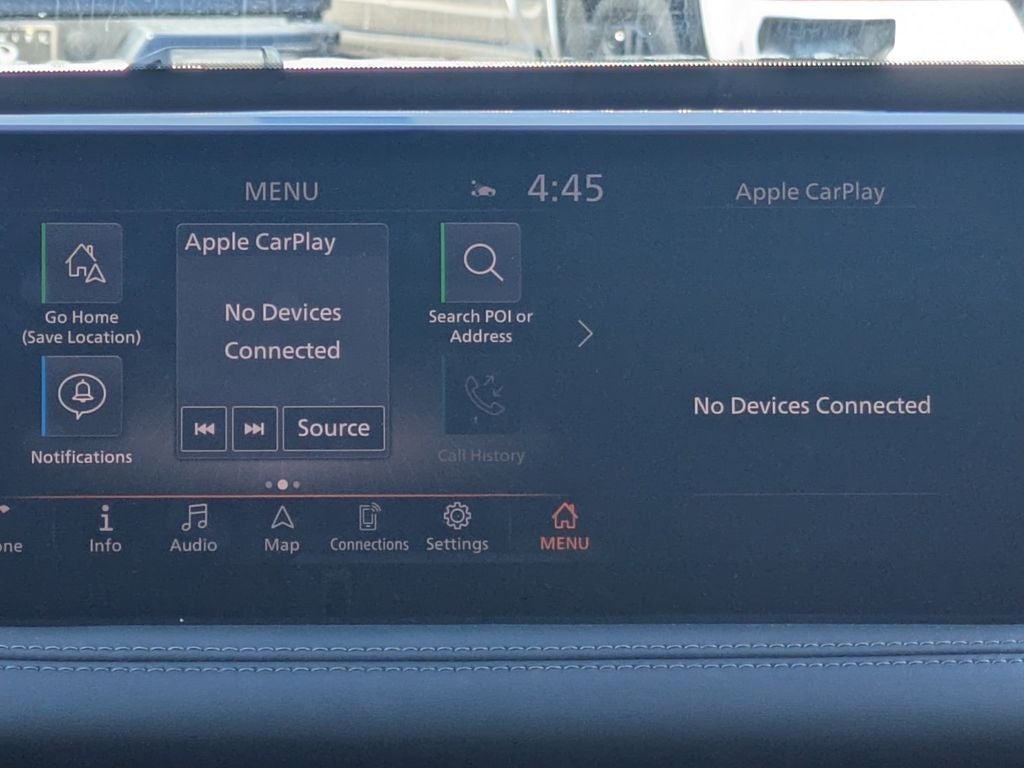 MENU
4:45
Apple CarPlay
Go Home
(Save Location)
Apple CarPlay
No Devices
Connected
Source
Search POI or
Address
Notifications
Call History
No Devices Connected
one
Info
Audio
Map
Connections
Settings
MENU